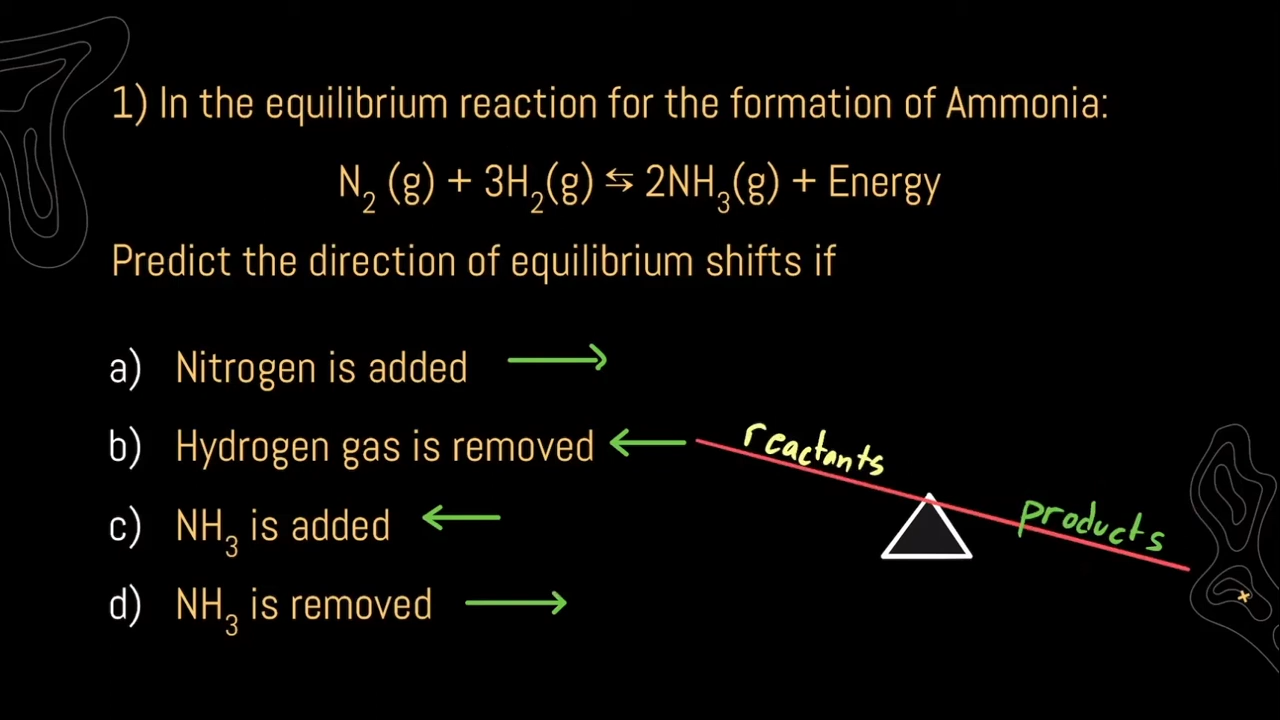 1) In the equilibrium reaction for the formation of Ammonia:
N₂ (g) + 3H₂(g) ⇆ 2NH₃(g) + Energy
Predict the direction of equilibrium shifts if
a) Nitrogen is added →
b) Hydrogen gas is removed ←
reactants
c) NH₃ is added ←
products
d) NH₃ is removed →